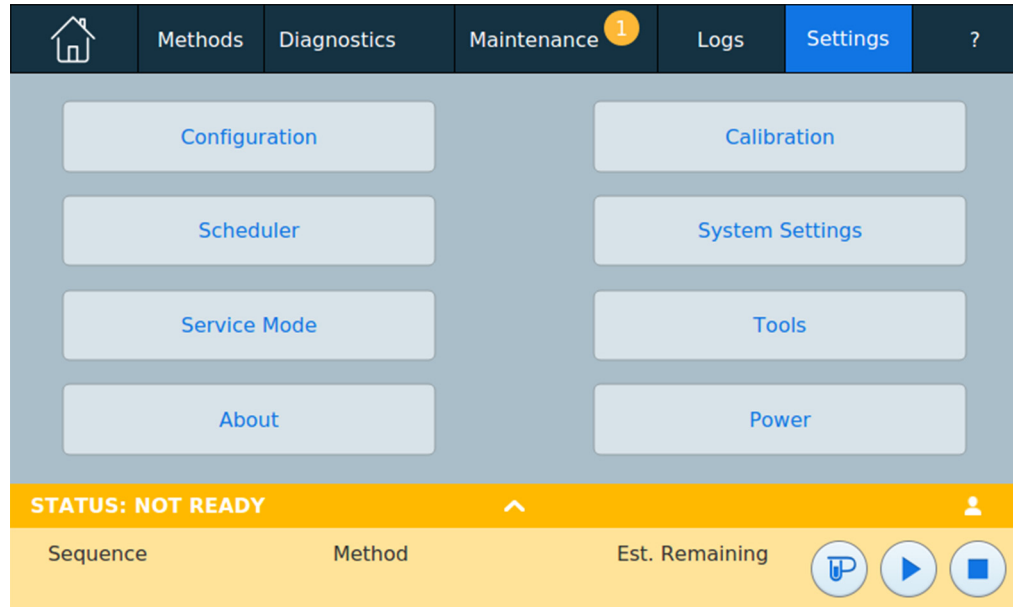 Methods Diagnostics Maintenance 1 Logs Settings ?
Configuration Calibration
Scheduler System Settings
Service Mode Tools
About Power
STATUS: NOT READY
Sequence Method Est. Remaining